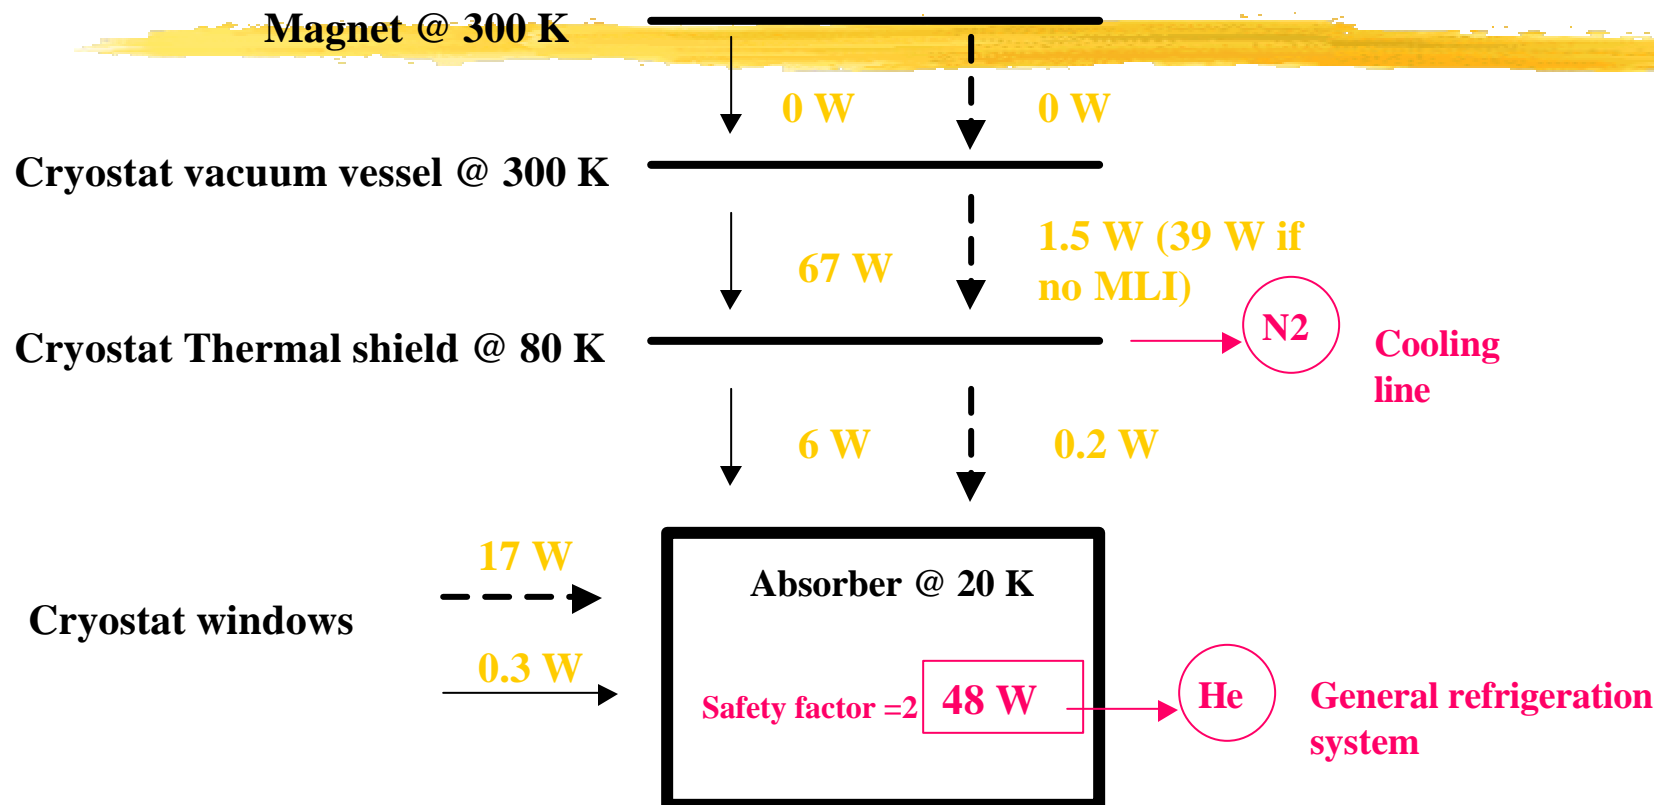 Magnet @ 300 K
0 W
0 W
Cryostat vacuum vessel @ 300 K
67 W
1.5 W (39 W if
no MLI)
Cryostat Thermal shield @ 80 K
N2
Cooling
line
6 W
0.2 W
17 W
Cryostat windows
0.3 W
Absorber @ 20 K
Safety factor =2
48 W
He
General refrigeration
system